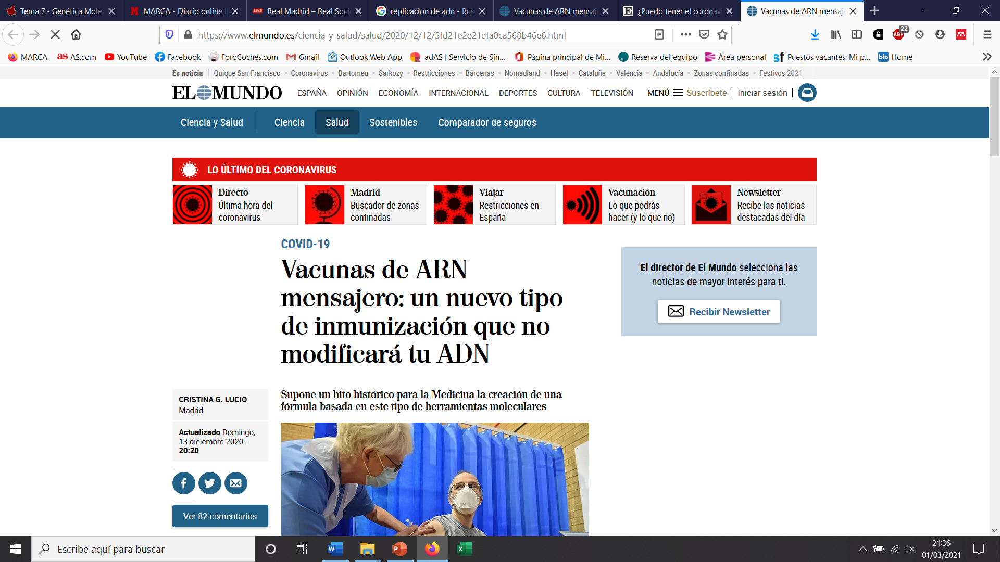 Tema 7.- Genética Molec
MARCA - Diario online l
LIVE Real Madrid – Real Soci
replicacion de adn - Bus
Vacunas de ARN mensaj
¿Puedo tener el coronav
Vacunas de ARN mensaj
https://www.elmundo.es/ciencia-y-salud/salud/2020/12/12/5fd21e2e21efa0ca568b46e6.html
ABP 22
MARCA
as AS.com
YouTube
Facebook
ForoCoches.com
Gmail
Outlook Web App
adAS | Servicio de Sin...
Página principal de Mi...
Reserva del equipo
Área personal
sf Puestos vacantes: Mi p...
bio Home
Es noticia Quique San Francisco • Coronavirus • Bartomeu • Sarkozy • Restricciones • Bárcenas • Nomadland • Hasel • Cataluña • Valencia • Andalucía • Zonas confinadas • Festivos 2021
EL MUNDO ESPAÑA OPINIÓN ECONOMÍA INTERNACIONAL DEPORTES CULTURA TELEVISIÓN MENÚ Suscríbete Iniciar sesión
Ciencia y Salud Ciencia Salud Sostenibles Comparador de seguros
LO ÚLTIMO DEL CORONAVIRUS
Directo
Última hora del
coronavirus
Madrid
Buscador de zonas
confinadas
Viajar
Restricciones en
España
Vacunación
Lo que podrás
hacer (y lo que no)
Newsletter
Recibe las noticias
destacadas del día
COVID-19
Vacunas de ARN
mensajero: un nuevo tipo
de inmunización que no
modificará tu ADN
El director de El Mundo selecciona las
noticias de mayor interés para ti.
Recibir Newsletter
Supone un hito histórico para la Medicina la creación de una
fórmula basada en este tipo de herramientas moleculares
CRISTINA G. LUCIO
Madrid
Actualizado Domingo,
13 diciembre 2020 -
20:20
Ver 82 comentarios
3M
Escribe aquí para buscar
21:36
01/03/2021